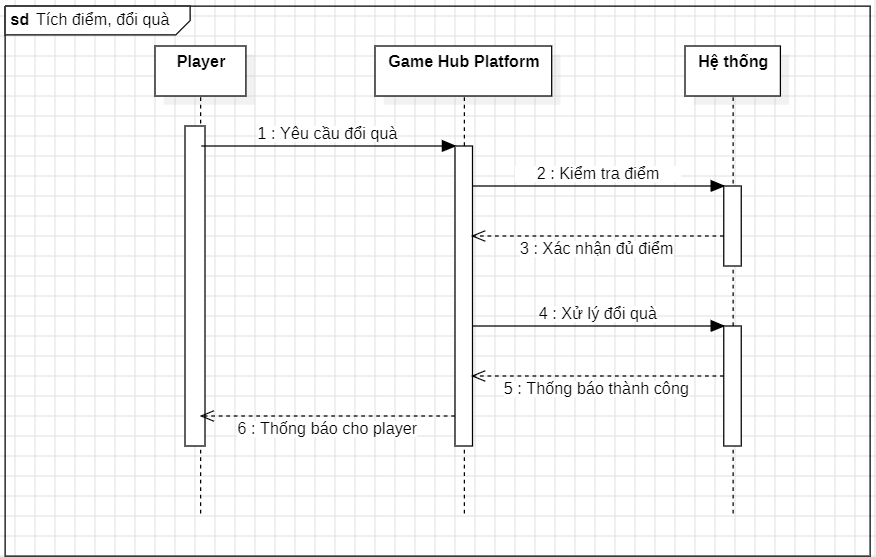 sd Tích điểm, đổi quà
Player
Game Hub Platform
Hệ thống
1 : Yêu cầu đổi quà
2 : Kiểm tra điểm
3 : Xác nhận đủ điểm
4 : Xử lý đổi quà
5 : Thống báo thành công
6 : Thống báo cho player